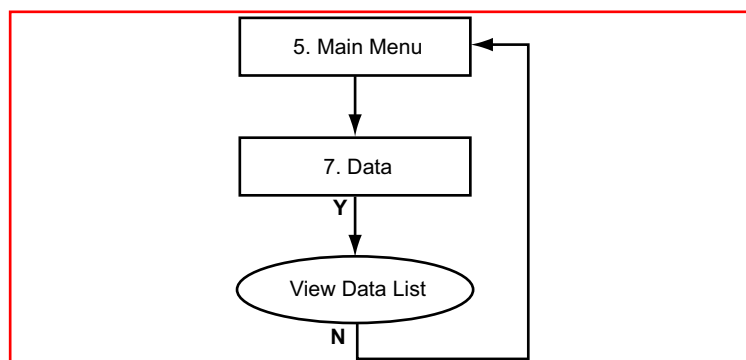 5. Main Menu
7. Data
Y
View Data List
N